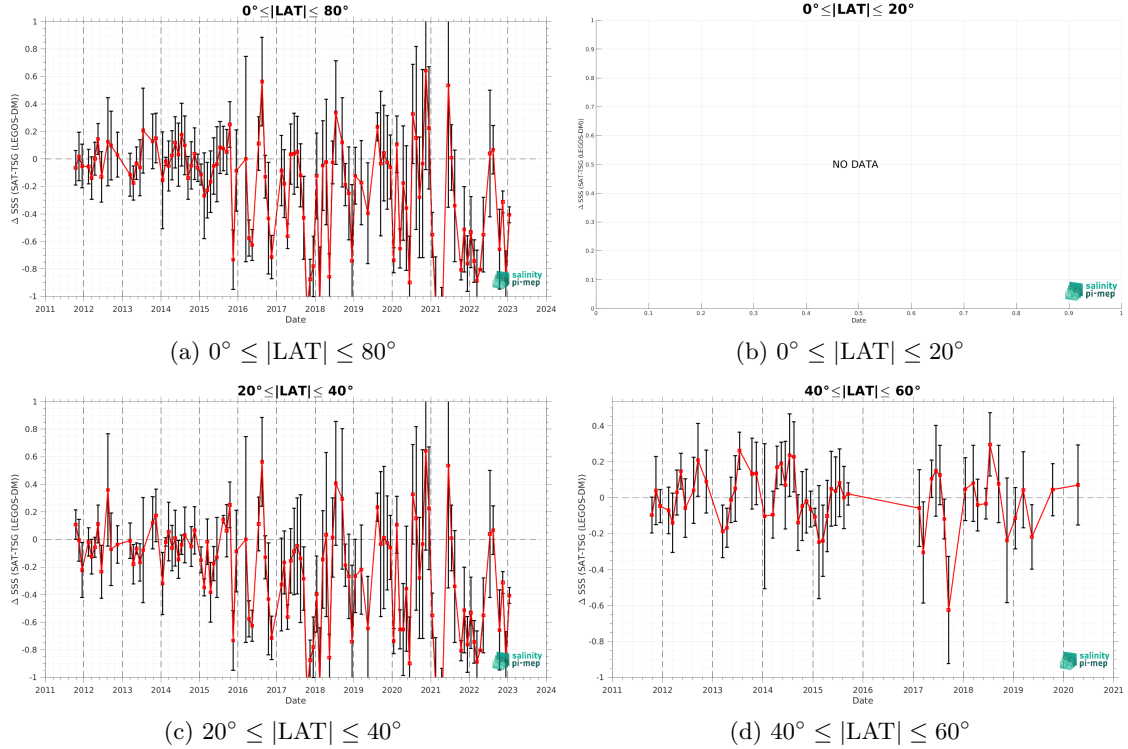 0°≤|LAT|≤ 80°
Δ SSS (SAT-TSG (LEGOS-DM))
1
0.8
0.6
0.4
0.2
0
-0.2
-0.4
-0.6
-0.8
-1
2011 2012 2013 2014 2015 2016 2017 2018 2019 2020 2021 2022 2023 2024
Date
salinity
pi-mep
(a) 0° ≤ |LAT| ≤ 80°
0°≤|LAT|≤ 20°
Δ SSS (SAT-TSG (LEGOS-DM))
1
0.9
0.8
0.7
0.6
0.5
0.4
0.3
0.2
0.1
0
NO DATA
0 0.1 0.2 0.3 0.4 0.5 0.6 0.7 0.8 0.9 1
Date
salinity
pi-mep
(b) 0° ≤ |LAT| ≤ 20°
20°≤|LAT|≤ 40°
Δ SSS (SAT-TSG (LEGOS-DM))
1
0.8
0.6
0.4
0.2
0
-0.2
-0.4
-0.6
-0.8
-1
2011 2012 2013 2014 2015 2016 2017 2018 2019 2020 2021 2022 2023 2024
Date
salinity
pi-mep
(c) 20° ≤ |LAT| ≤ 40°
40°≤|LAT|≤ 60°
Δ SSS (SAT-TSG (LEGOS-DM))
0.4
0.2
0
-0.2
-0.4
-0.6
-0.8
-1
2011 2012 2013 2014 2015 2016 2017 2018 2019 2020 2021
Date
salinity
pi-mep
(d) 40° ≤ |LAT| ≤ 60°